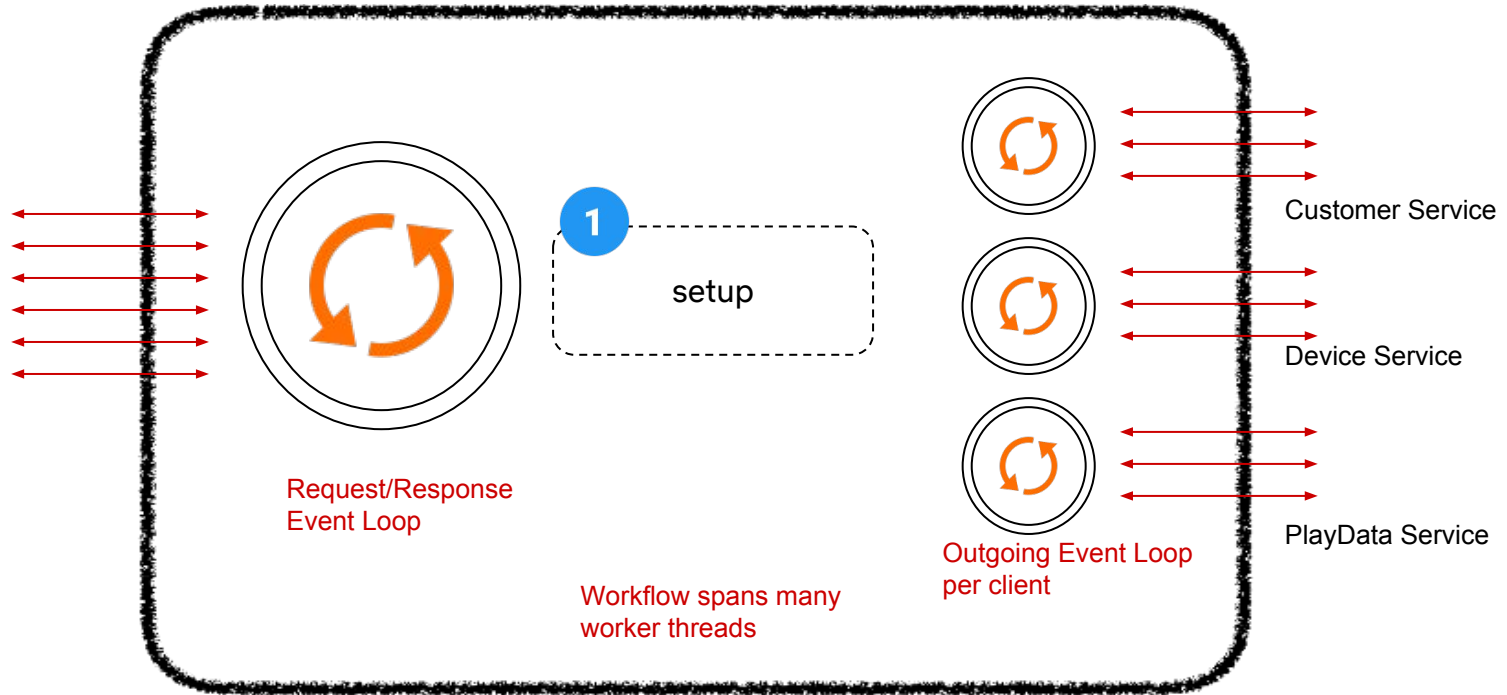 1
setup
Request/Response
Event Loop
Workflow spans many
worker threads
Outgoing Event Loop
per client
Customer Service
Device Service
PlayData Service